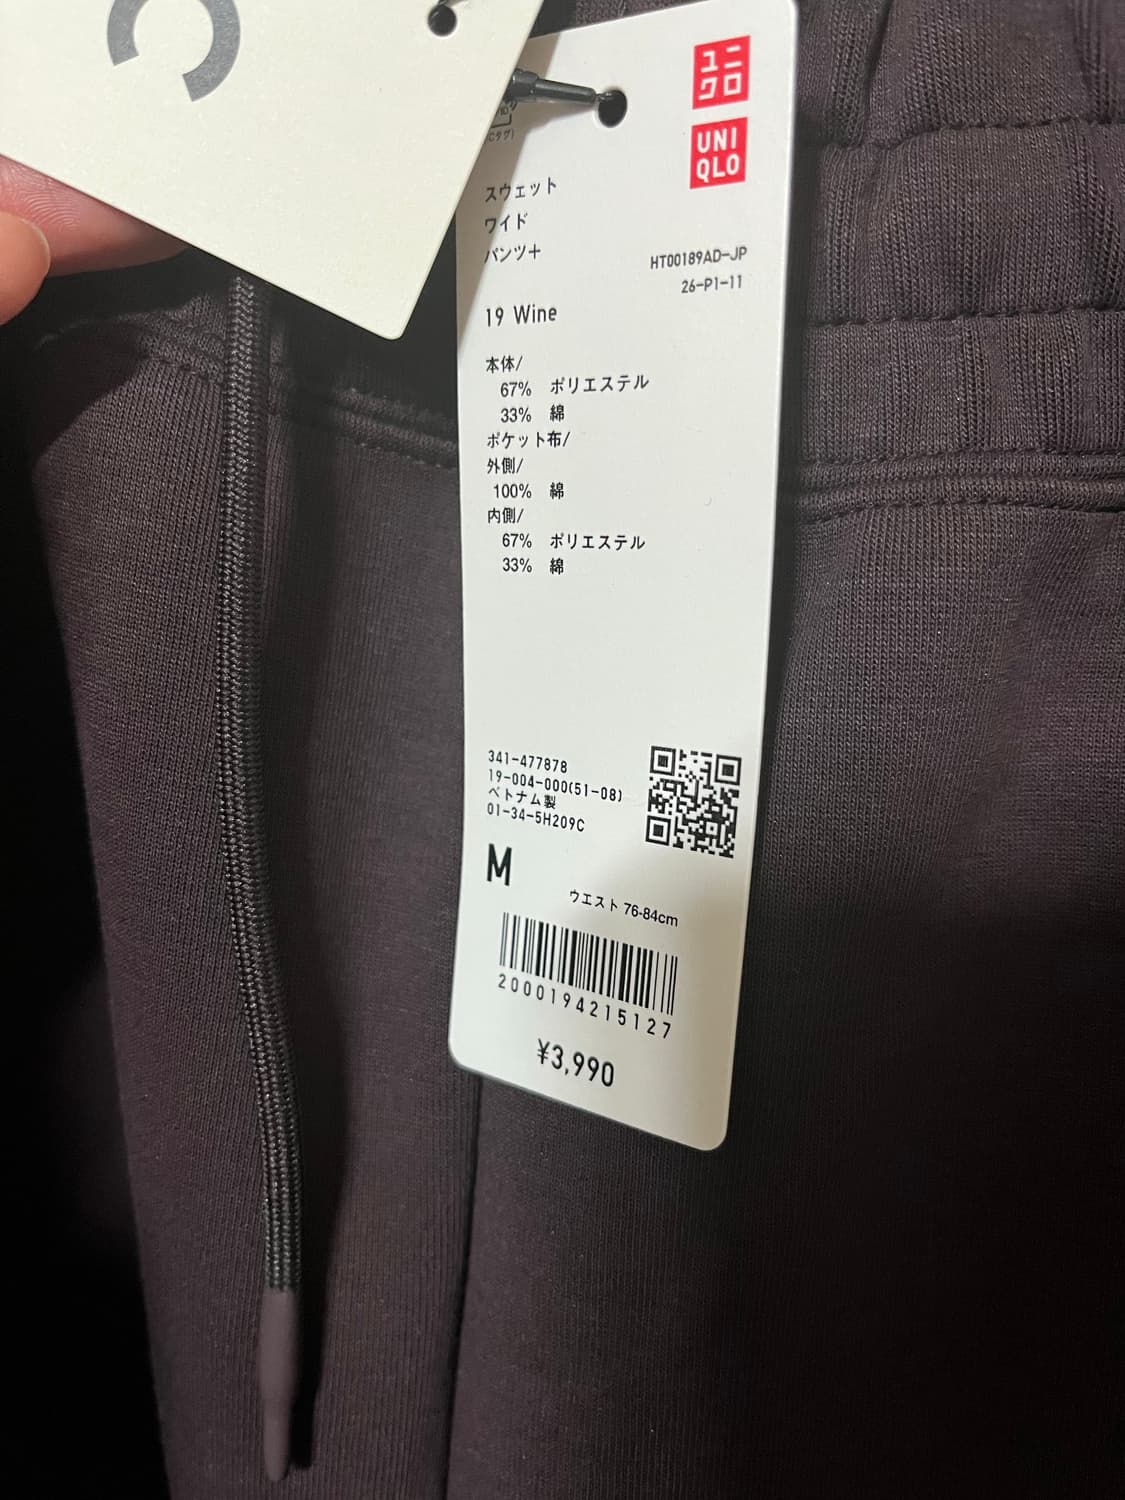 ユニクロ
UNI
QLO
スウェット
ワイド
パンツ+
HT00189AD-JP
26-P1-11
19 Wine
本体/
67% ポリエステル
33% 綿
ポケット布/
外側/
100% 綿
内側/
67% ポリエステル
33% 綿
341-477878
19-004-000(51-08)
ベトナム製
01-34-5H209C
M
ウエスト 76-84cm
2000194215127
¥3,990